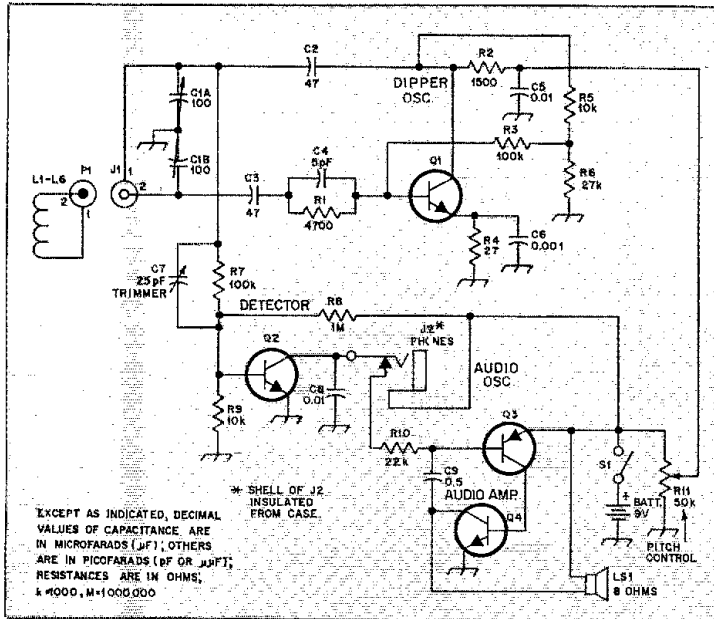 C2
47
R2
1500
DIPPER
OSC.
C5
0.01
R5
10k
C1A
100
R3
100k
C4
5pF
Q1
C1B
100
L1-L6
P1
J1
1
2
2
1
C3
47
R1
4700
R6
27k
R4
27
C6
0.001
C7
25pF
TRIMMER
R7
100k
DETECTOR
R8
1M
J2*
PHONES
Q2
AUDIO
OSC.
C8
0.01
R9
10k
Q3
R10
22k
S1
C9
0.5
AUDIO AMP.
Q4
+
BATT.
9V
R11
50k
PITCH
CONTROL
LS1
8 OHMS
* SHELL OF J2
INSULATED
FROM CASE.
EXCEPT AS INDICATED, DECIMAL
VALUES OF CAPACITANCE ARE
IN MICROFARADS (µF); OTHERS
ARE IN PICOFARADS (pF OR µµF);
RESISTANCES ARE IN OHMS;
k=1000, M=1000000